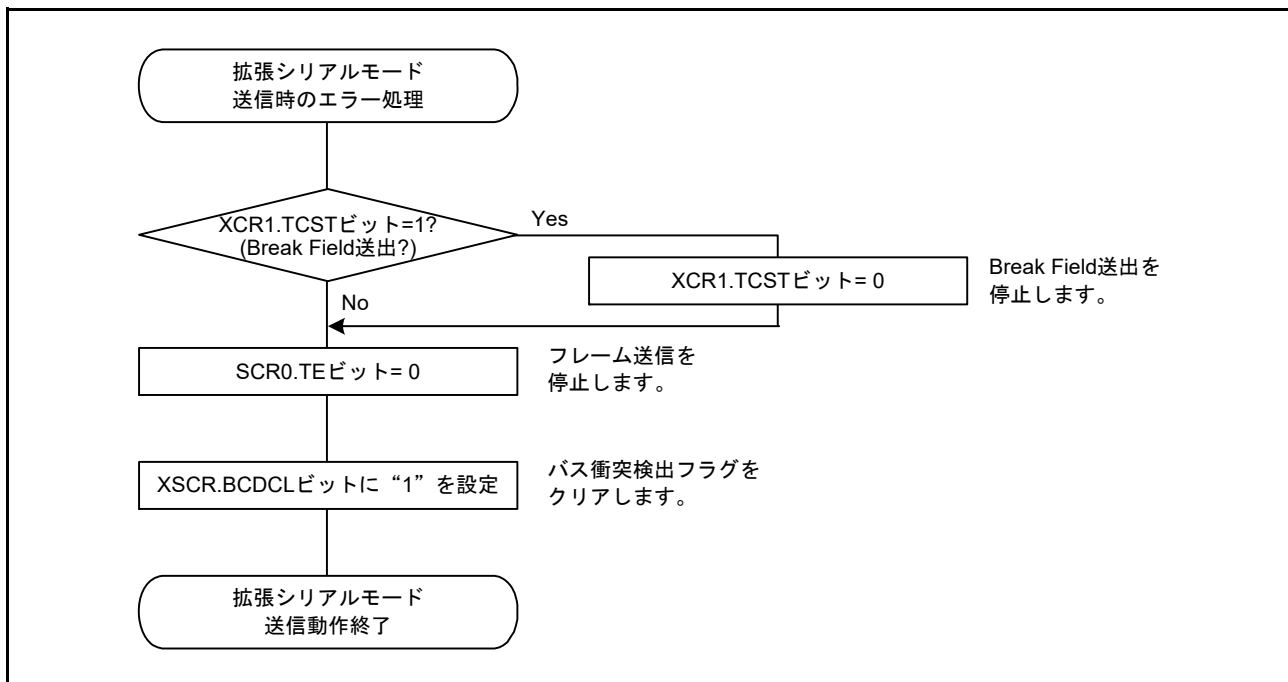 拡張シリアルモード
送信時のエラー処理
XCR1.TCSTビット=1?
(Break Field送出?)
Yes
XCR1.TCSTビット= 0
Break Field送出を
停止します。
No
SCR0.TEビット= 0
フレーム送信を
停止します。
XSCR.BCDCLビットに“1”を設定
バス衝突検出フラグを
クリアします。
拡張シリアルモード
送信動作終了